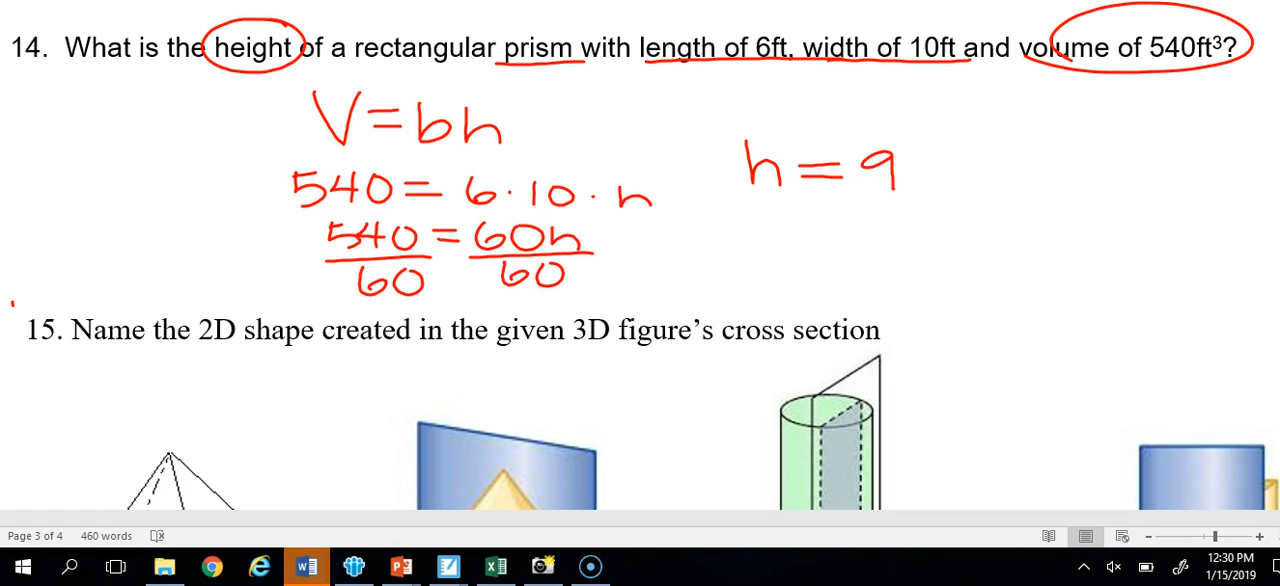 14. What is the height of a rectangular prism with length of 6ft, width of 10ft and volume of 540ft³?
V=bh
540= 6·10·h
h=9
540 = 60h
60 60
15. Name the 2D shape created in the given 3D figure's cross section
Page 3 of 4 460 words
12:30 PM
1/15/2019